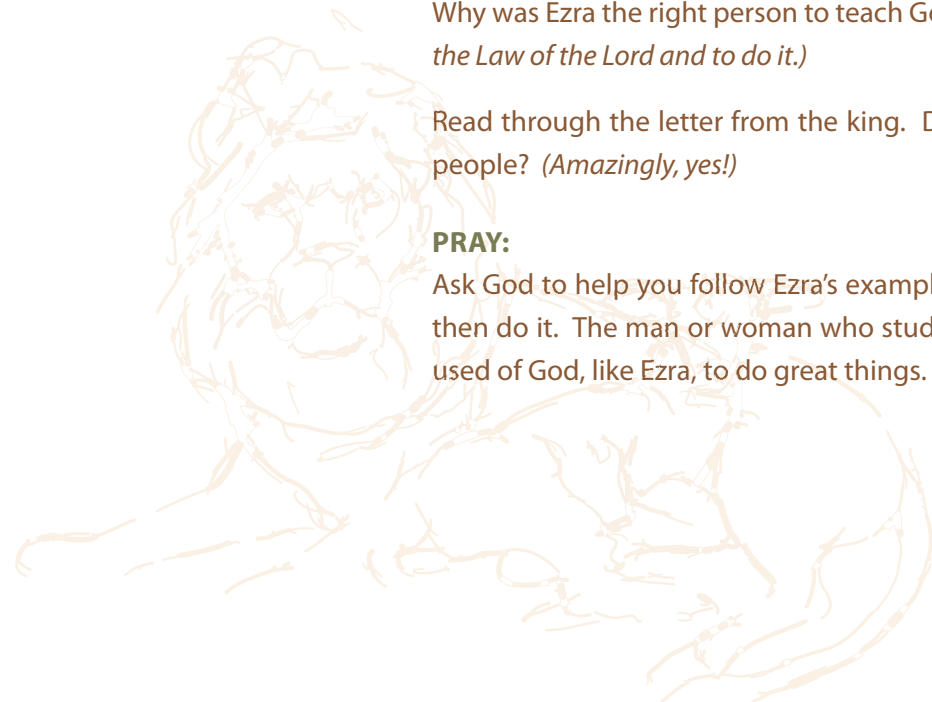 Why was Ezra the right person to teach G
the Law of the Lord and to do it.)
Read through the letter from the king. D
people? (Amazingly, yes!)
PRAY:
Ask God to help you follow Ezra's exampl
then do it. The man or woman who stud
used of God, like Ezra, to do great things.